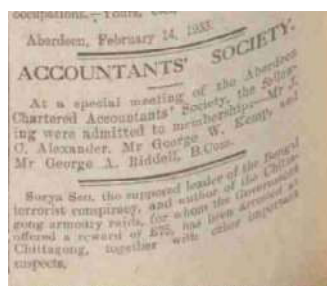 occupations.—Yours,
Aberdeen, February 14, 1933.
ACCOUNTANTS' SOCIETY.
At a special meeting of the Aberdeen
Chartered Accountants' Society, the follow-
ing were admitted to membership—Mr J.
C. Alexander, Mr George W. Kemp, and
Mr George A. Riddell, B.Com.
Surya Sen, the supposed leader of the Bengal
terrorist conspiracy, and author of the Chitta-
gong armoury raids, for whom the Government
offered a reward of £75, has been arrested at
Chittagong, together with other important
suspects.